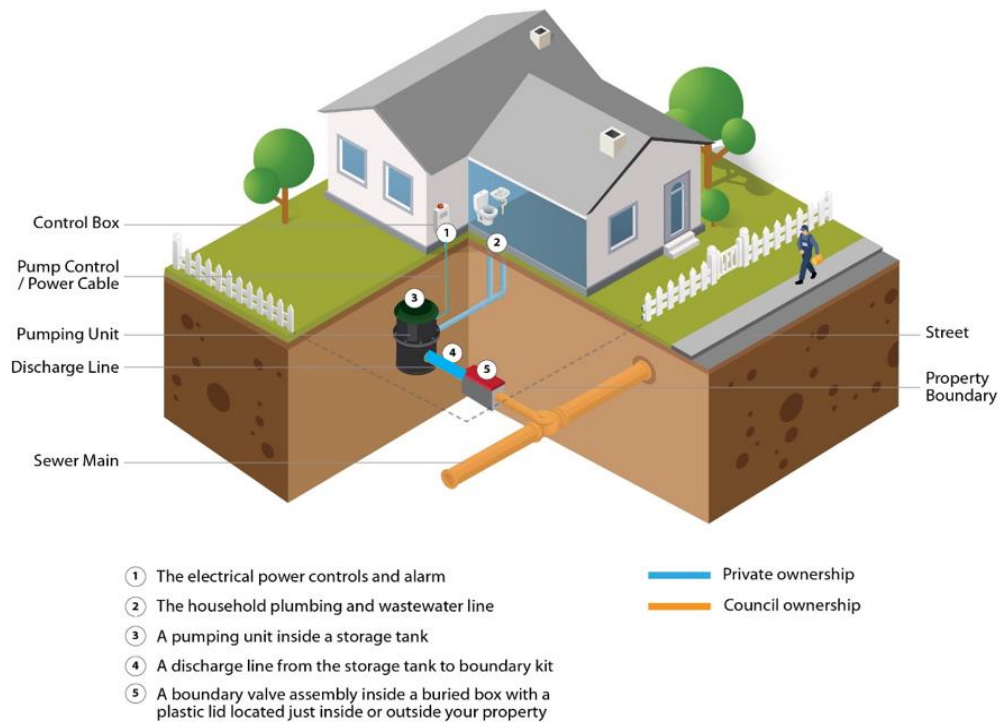 Control Box
Pump Control
/ Power Cable
Pumping Unit
Discharge Line
Sewer Main
Street
Property
Boundary
1
2
3
4
5
1 The electrical power controls and alarm
2 The household plumbing and wastewater line
3 A pumping unit inside a storage tank
4 A discharge line from the storage tank to boundary kit
5 A boundary valve assembly inside a buried box with a
plastic lid located just inside or outside your property
Private ownership
Council ownership